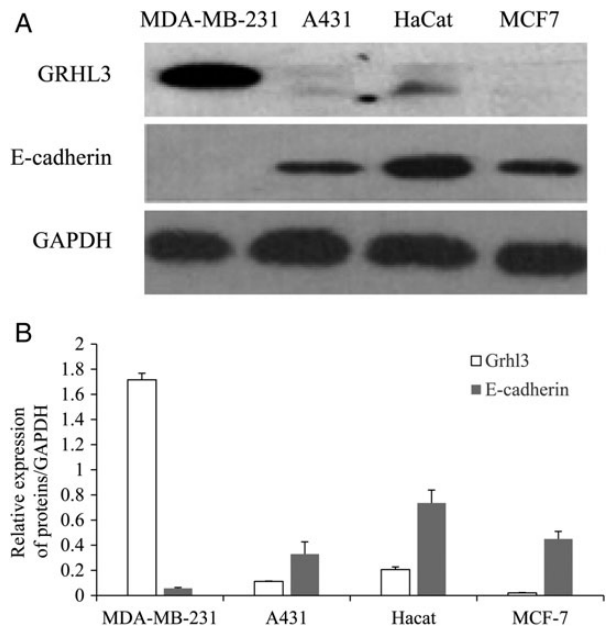 A
MDA-MB-231 A431 HaCat MCF7
GRHL3
E-cadherin
GAPDH
B
Relative expression
of proteins/GAPDH
2
1.8
1.6
1.4
1.2
1
0.8
0.6
0.4
0.2
0
Grhl3
E-cadherin
MDA-MB-231 A431 Hacat MCF-7